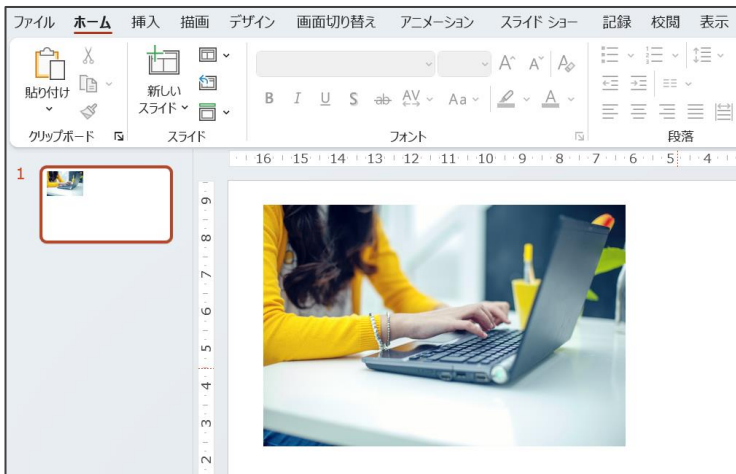 ファイル ホーム 挿入 描画 デザイン 画面切り替え アニメーション スライド ショー 記録 校閲 表示
貼り付け
新しい
スライド
B I U S ab AV Aa A
クリップボード スライド フォント 段落
16 15 14 13 12 11 10 9 8 7 6 5 4
1
9
8
7
6
5
4
3
2